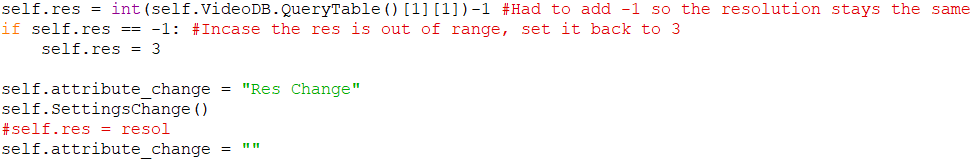 self.res = int(self.VideoDB.QueryTable()[1][1])-1 #Had to add -1 so the resolution stays the same
if self.res == -1: #Incase the res is out of range, set it back to 3
    self.res = 3
self.attribute_change = "Res Change"
self.SettingsChange()
#self.res = resol
self.attribute_change = ""